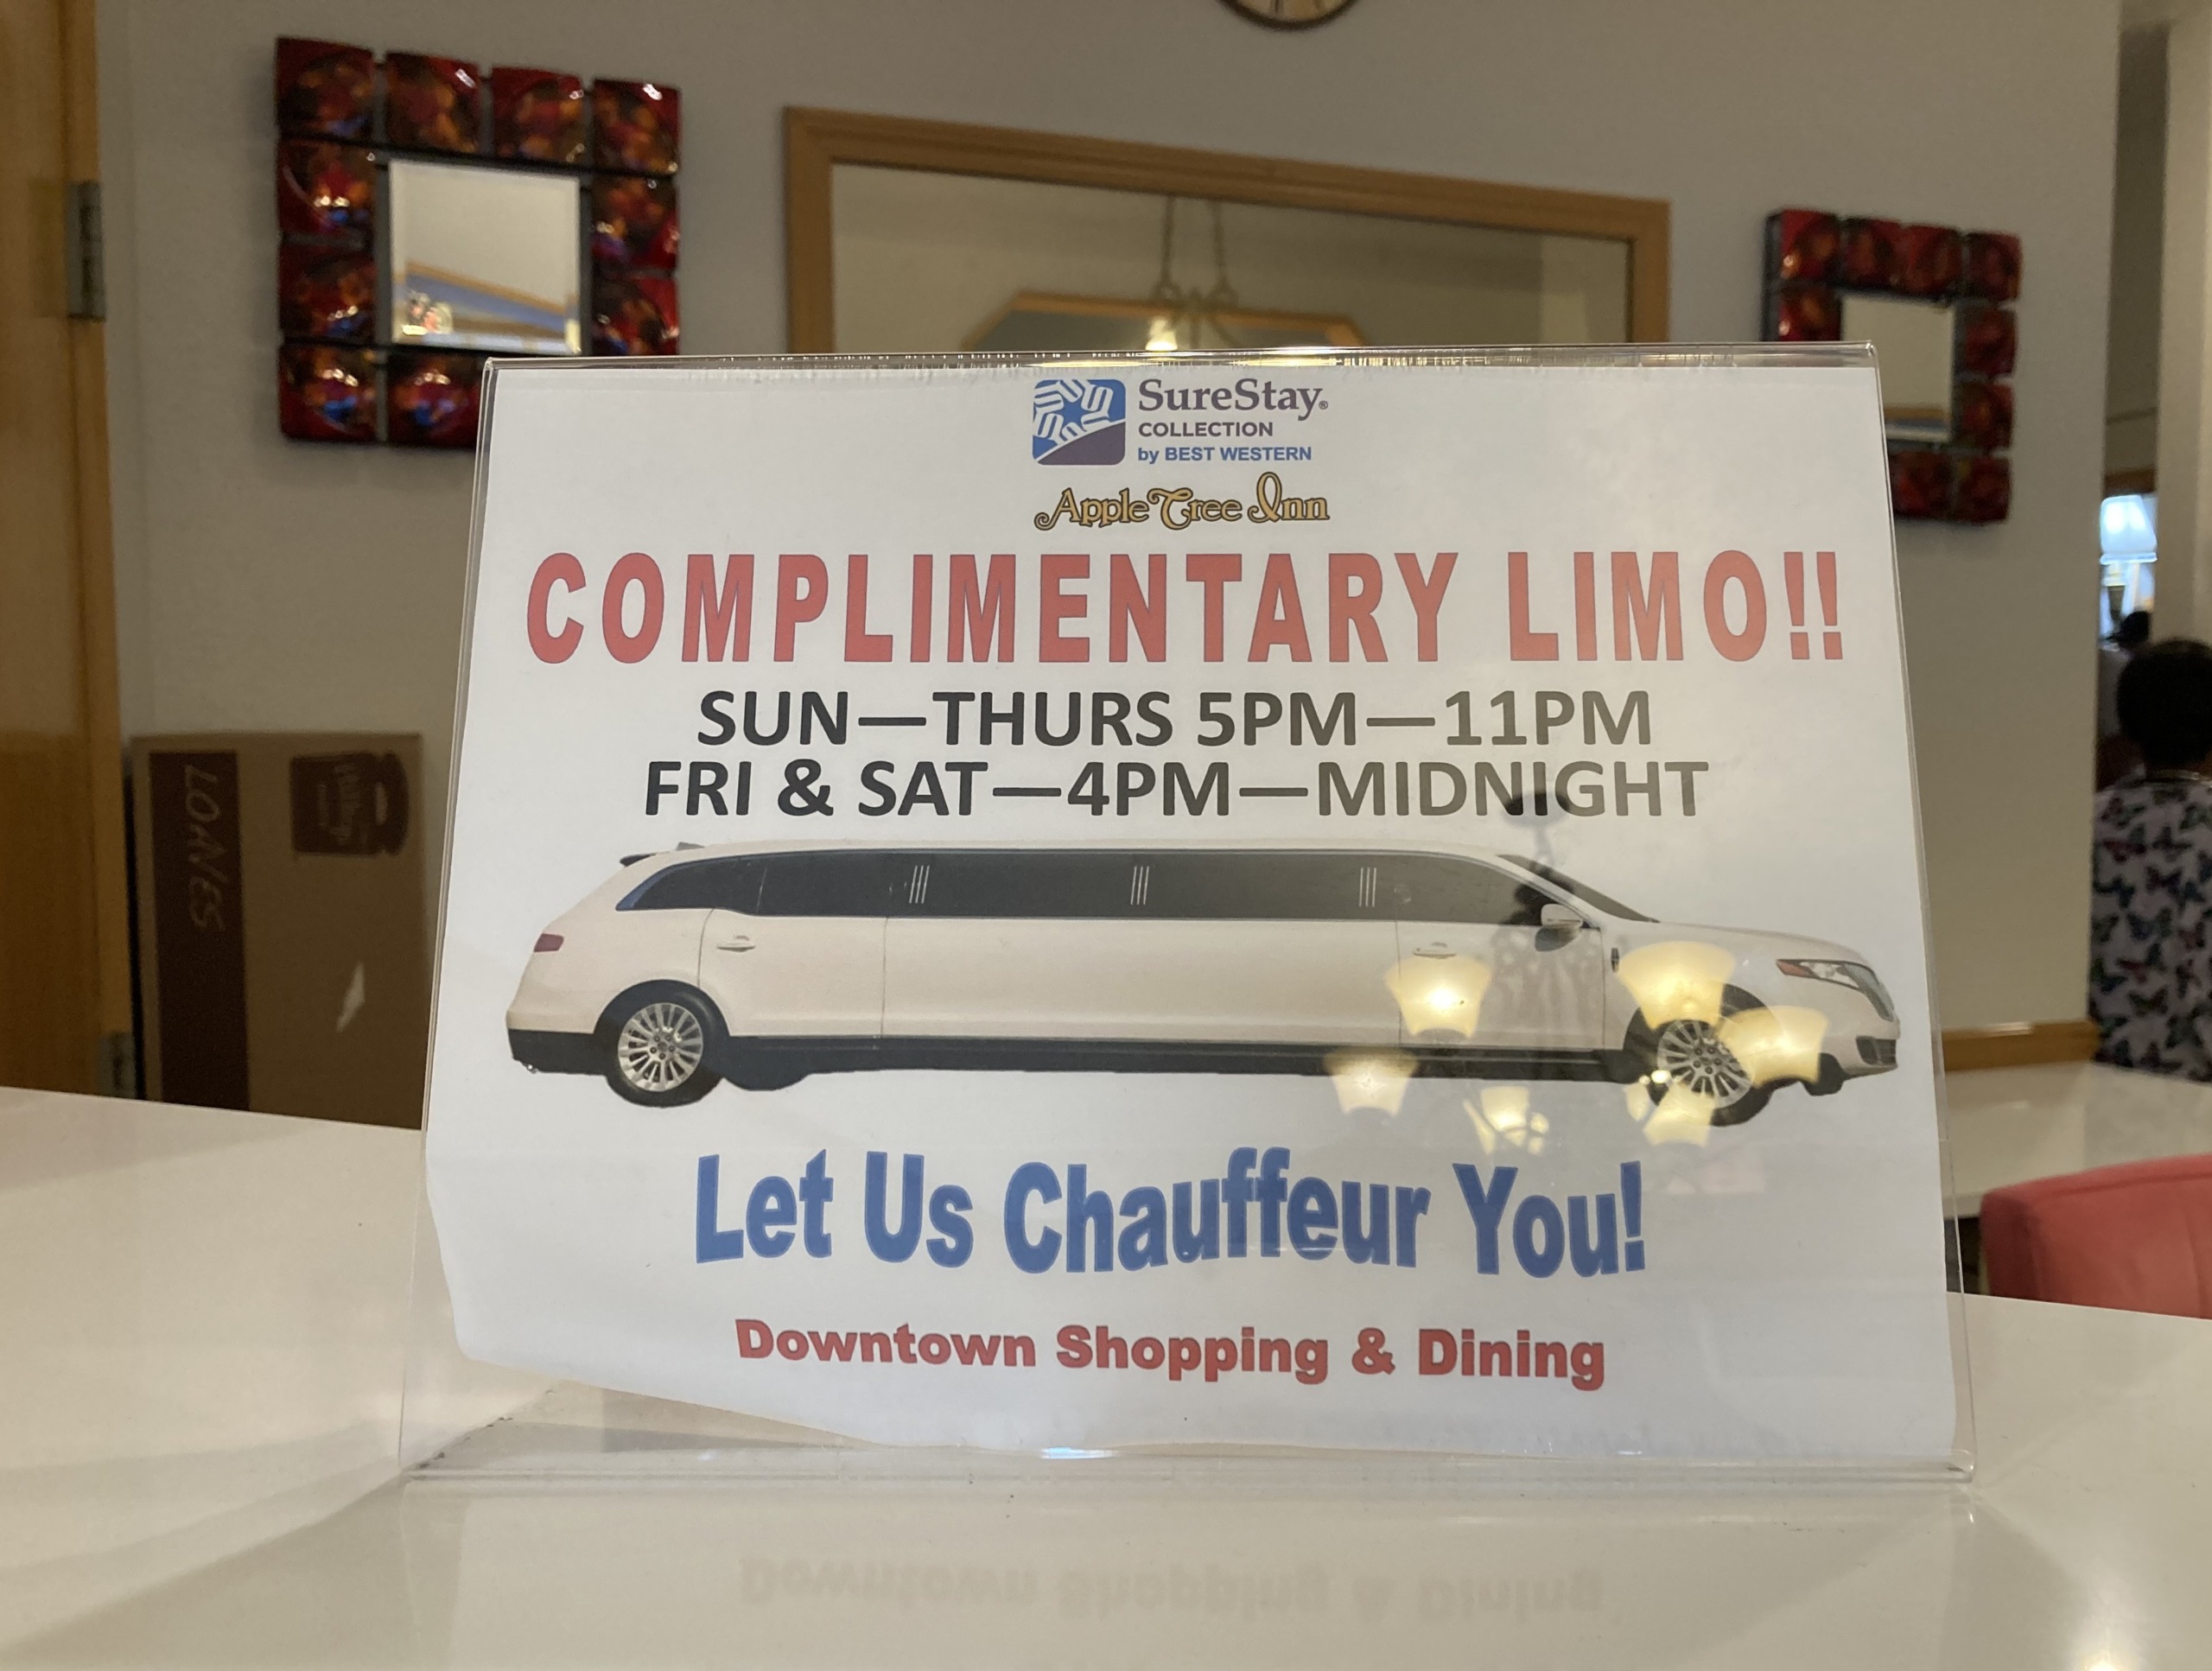 SureStay®
COLLECTION
by BEST WESTERN
Apple Tree Inn
COMPLIMENTARY LIMO!!
SUN—THURS 5PM—11PM
FRI & SAT—4PM—MIDNIGHT
Let Us Chauffeur You!
Downtown Shopping & Dining